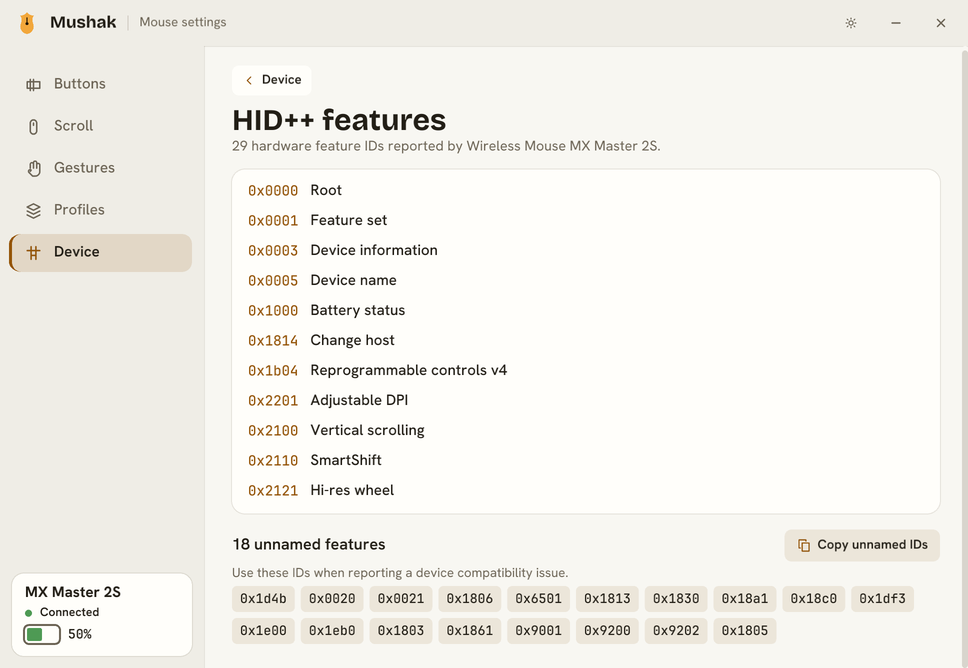 Mushak | Mouse settings
Buttons
Scroll
Gestures
Profiles
Device
MX Master 2S
Connected
50%
Device
HID++ features
29 hardware feature IDs reported by Wireless Mouse MX Master 2S.
0x0000 Root
0x0001 Feature set
0x0003 Device information
0x0005 Device name
0x1000 Battery status
0x1814 Change host
0x1b04 Reprogrammable controls v4
0x2201 Adjustable DPI
0x2100 Vertical scrolling
0x2110 SmartShift
0x2121 Hi-res wheel
18 unnamed features
Copy unnamed IDs
Use these IDs when reporting a device compatibility issue.
0x1d4b 0x0020 0x0021 0x1806 0x6501 0x1813 0x1830 0x18a1 0x18c0 0x1df3
0x1e00 0x1eb0 0x1803 0x1861 0x9001 0x9200 0x9202 0x1805